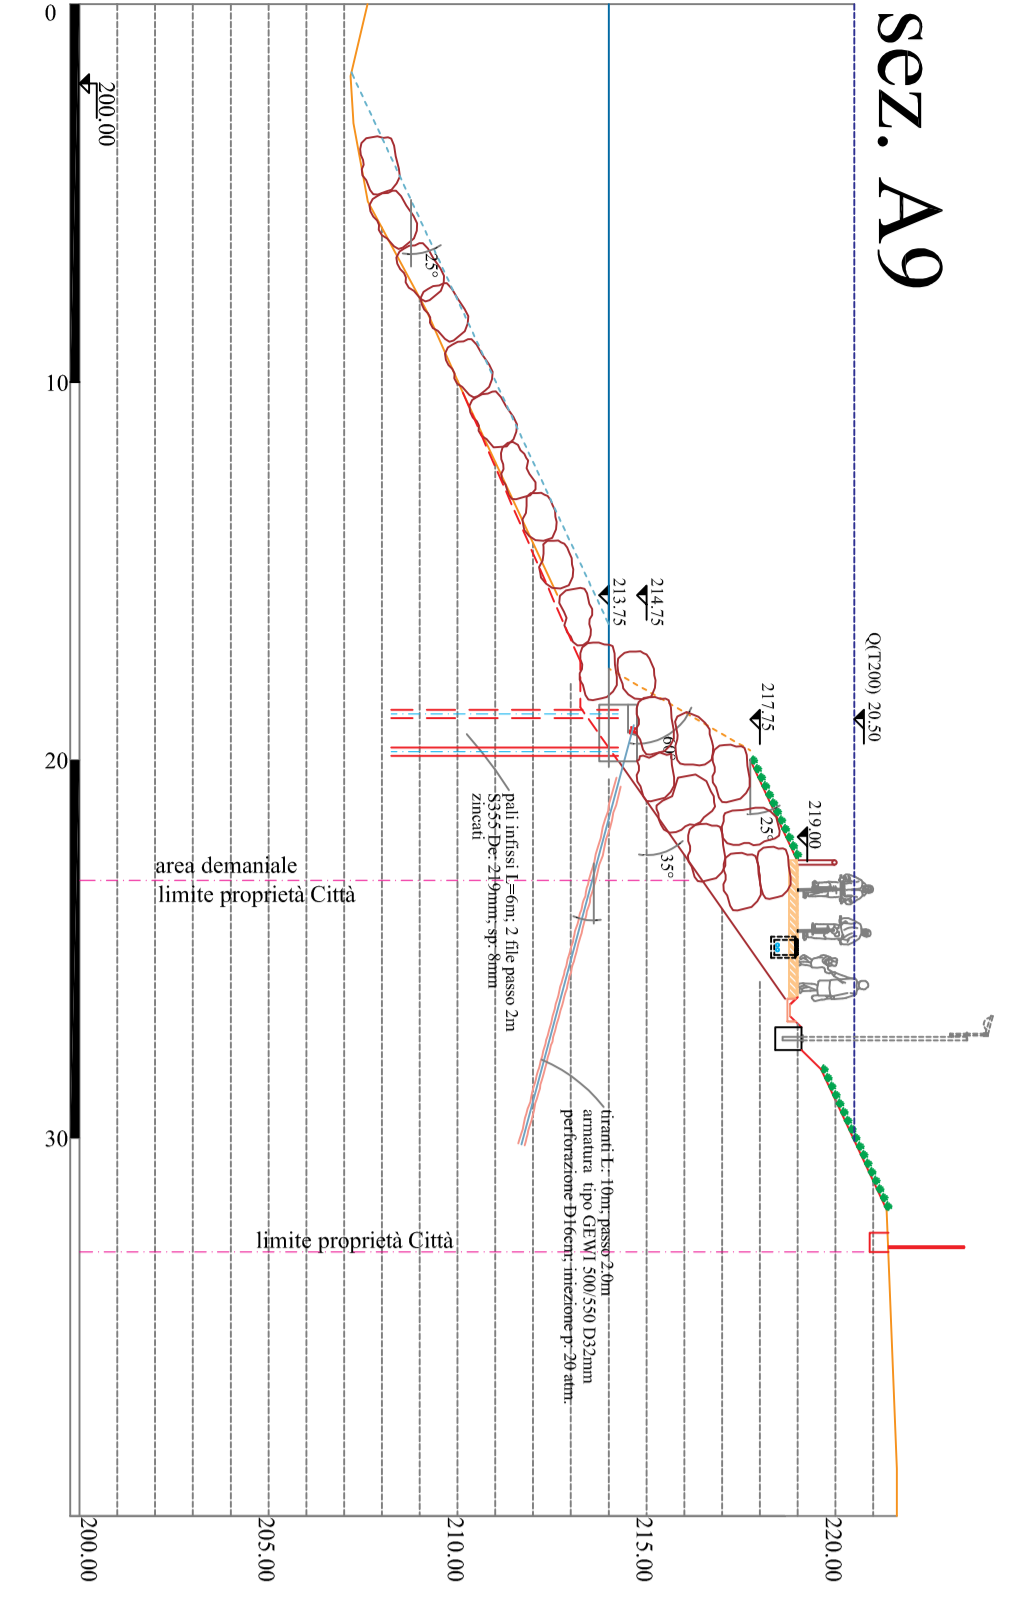 sez. A9
0
200.00
10
25°
213.75
214.75
Q(T200) 20.50
217.75
219.00
60°
25°
35°
20
pali infissi L=6m; 2 file passo 2m
S355 De: 219mm; sp: 8mm
zincati
area demaniale
limite proprietà Città
tiranti L: 10m; passo 2.0m
armatura tipo GEWI 500/550 D32mm
perforazione D16cm; iniezione p: 20 atm.
30
limite proprietà Città
200.00
205.00
210.00
215.00
220.00